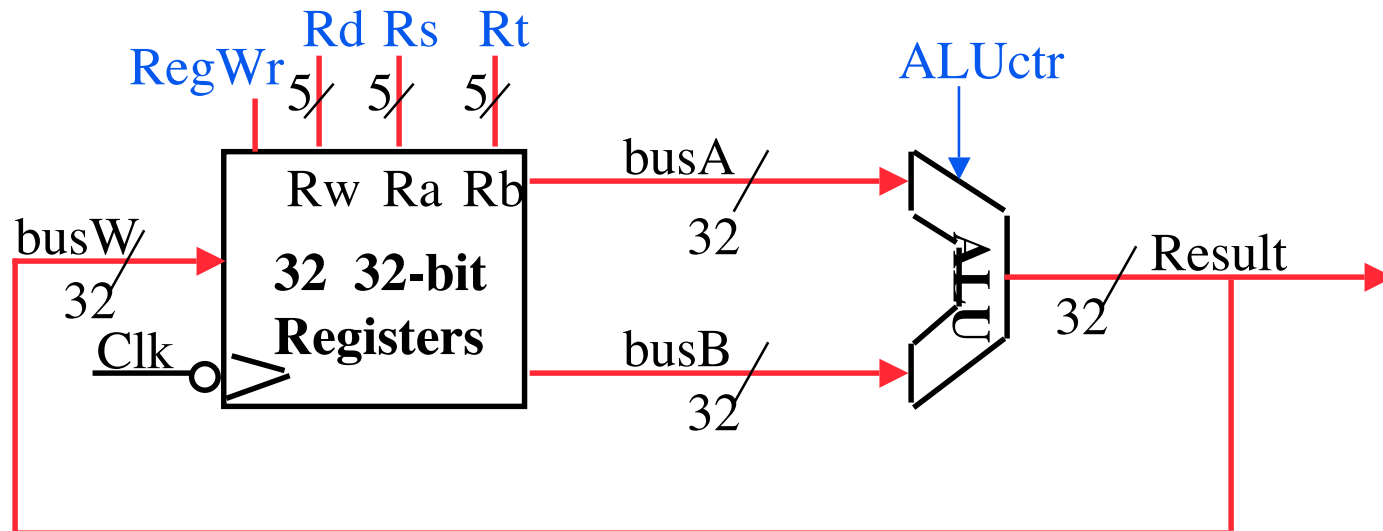 Rd Rs Rt
RegWr ALUctr
5 5 5
busA
Rw Ra Rb
32
busW
Result
32 32-bit
ALU
32
32
Registers
busB
Clk
32